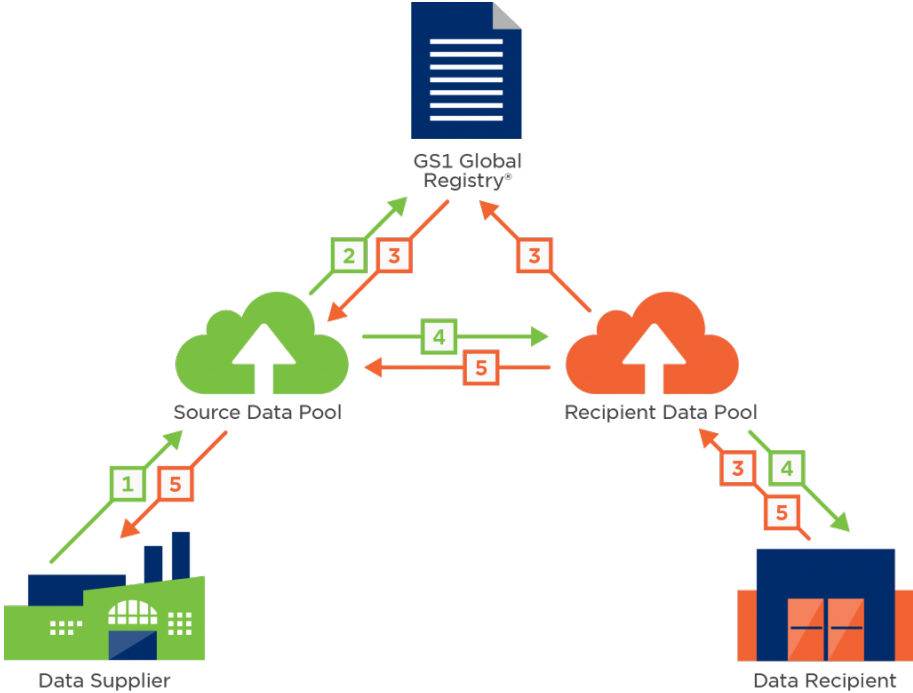 GS1 Global
Registry®
2
3
3
4
5
Source Data Pool
Recipient Data Pool
1
5
3
4
5
Data Supplier
Data Recipient